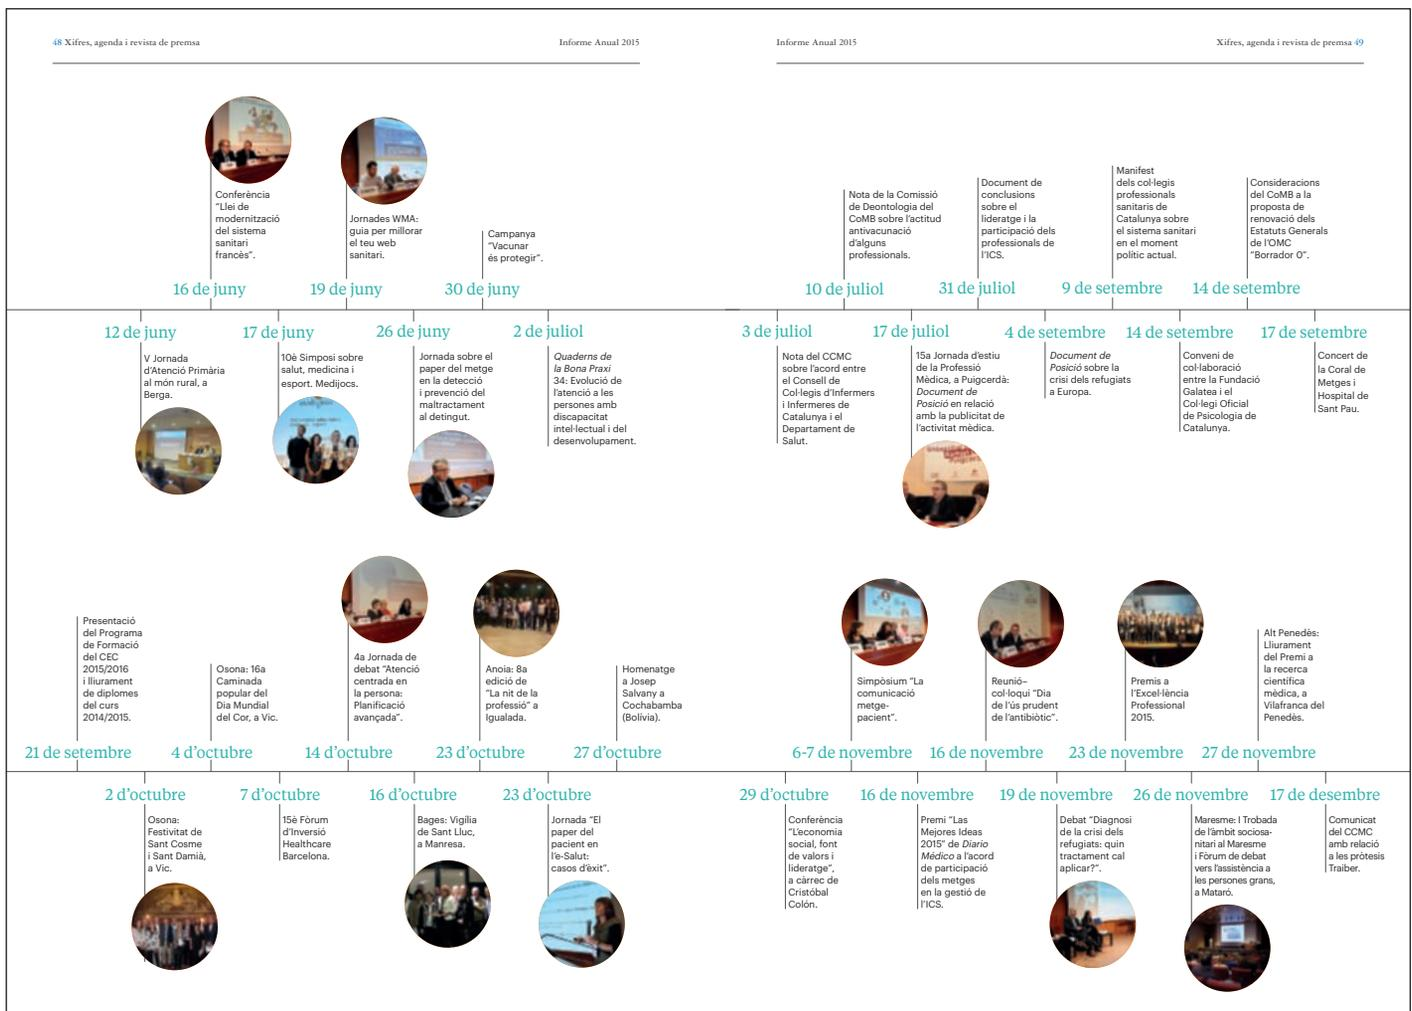 48 Xifres, agenda i revista de premsa
Informe Anual 2015
Informe Anual 2015
Xifres, agenda i revista de premsa 49
Conferència
“Llei de
modernització
del sistema
sanitari
francès”.
16 de juny
Jornades WMA:
guia per millorar
el teu web
sanitari.
19 de juny
Campanya
“Vacunar
és protegir”.
30 de juny
Nota de la Comissió
de Deontologia del
CoMB sobre l’actitud
antivacunació
d’alguns
professionals.
10 de juliol
Document de
conclusions
sobre el
lideratge i la
participació dels
professionals de
l’ICS.
31 de juliol
Manifest
dels col·legis
professionals
sanitaris de
Catalunya sobre
el sistema sanitari
en el moment
polític actual.
9 de setembre
Consideracions
del CoMB a la
proposta de
renovació dels
Estatuts Generals
de l’OMC
“Borrador 0”.
14 de setembre
12 de juny
V Jornada
d’Atenció Primària
al món rural, a
Berga.
17 de juny
10è Simposi sobre
salut, medicina i
esport. Medijocs.
26 de juny
Jornada sobre el
paper del metge
en la detecció
i prevenció del
maltractament
al detingut.
2 de juliol
Quaderns de
la Bona Praxi
34: Evolució de
l’atenció a les
persones amb
discapacitat
intel·lectual i del
desenvolupament.
3 de juliol
Nota del CCMC
sobre l’acord entre
el Consell de
Col·legis d’Infermers
i Infermeres de
Catalunya i el
Departament de
Salut.
17 de juliol
15a Jornada d’estiu
de la Professió
Mèdica, a Puigcerdà:
Document de
Posició en relació
amb la publicitat de
l’activitat mèdica.
4 de setembre
Document de
Posició sobre la
crisi dels refugiats
a Europa.
14 de setembre
Conveni de
col·laboració
entre la Fundació
Galatea i el
Col·legi Oficial
de Psicologia de
Catalunya.
17 de setembre
Concert de
la Coral de
Metges i
Hospital de
Sant Pau.
Presentació
del Programa
de Formació
del CEC
2015/2016
i lliurament
de diplomes
del curs
2014/2015.
21 de setembre
Osona: 16a
Caminada
popular del
Dia Mundial
del Cor, a Vic.
4 d’octubre
4a Jornada de
debat “Atenció
centrada en
la persona:
Planificació
avançada”.
14 d’octubre
Anoia: 8a
edició de
“La nit de la
professió” a
Igualada.
23 d’octubre
Homenatge
a Josep
Salvany a
Cochabamba
(Bolívia).
27 d’octubre
Simpòsium “La
comunicació
metge-
pacient”.
6-7 de novembre
Reunió–
col·loqui “Dia
de l’ús prudent
de l’antibiòtic”.
16 de novembre
Premis a
l’Excel·lència
Professional
2015.
23 de novembre
Alt Penedès:
Lliurament
del Premi a
la recerca
científica
mèdica, a
Vilafranca del
Penedès.
27 de novembre
2 d’octubre
Osona:
Festivitat de
Sant Cosme
i Sant Damià,
a Vic.
7 d’octubre
15è Fòrum
d’Inversió
Healthcare
Barcelona.
16 d’octubre
Bages: Vigília
de Sant Lluc,
a Manresa.
23 d’octubre
Jornada “El
paper del
pacient en
l’e-Salut:
casos d’èxit”.
29 d’octubre
Conferència
“L’economia
social, font
de valors i
lideratge”,
a càrrec de
Cristóbal
Colón.
16 de novembre
Premi “Las
Mejores Ideas
2015” de Diario
Médico a l’acord
de participació
dels metges
en la gestió de
l’ICS.
19 de novembre
Debat “Diagnosi
de la crisi dels
refugiats: quin
tractament cal
aplicar?”.
26 de novembre
Maresme: I Trobada
de l’àmbit sociosa-
nitari al Maresme
i Fòrum de debat
vers l’assistència a
les persones grans,
a Mataró.
17 de desembre
Comunicat
del CCMC
amb relació
a les pròtesis
Traiber.